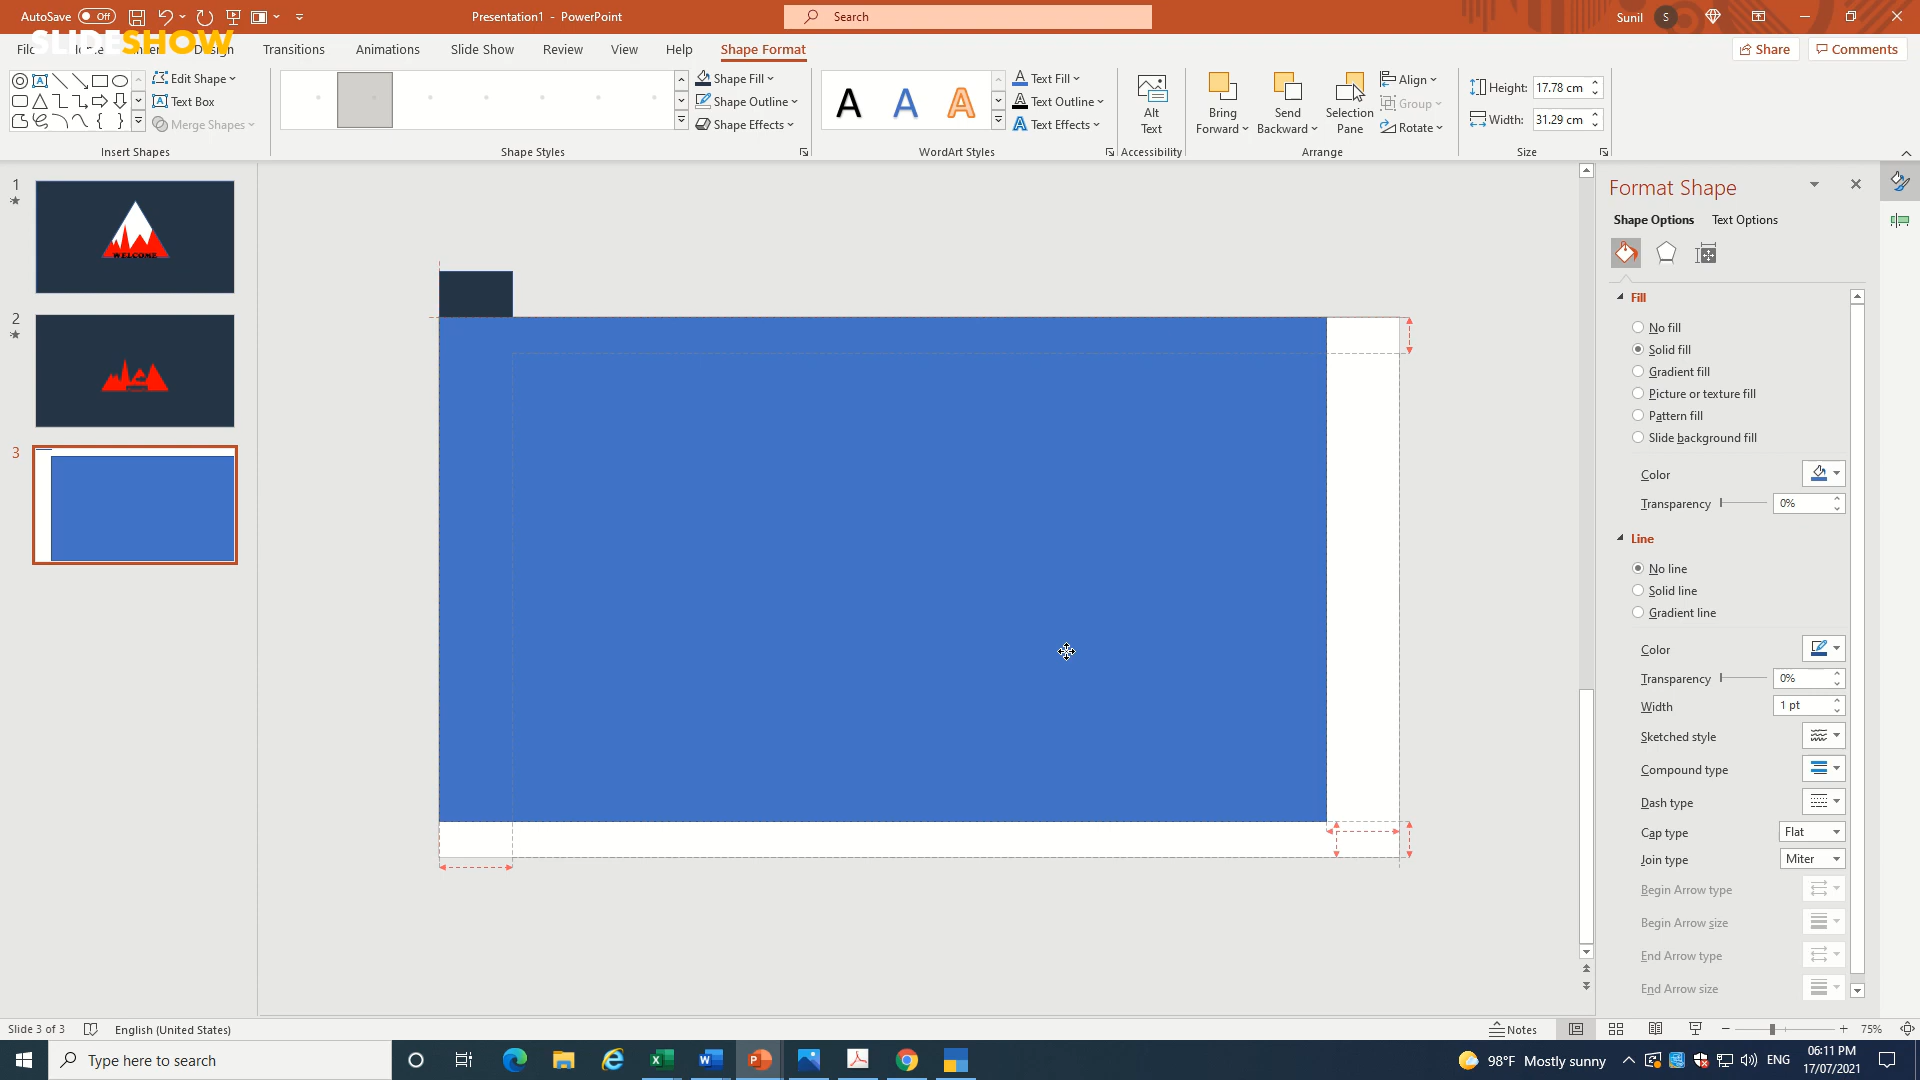 AutoSave Off
Presentation1 - PowerPoint
Search
Sunil S
SLIDESHOW
Transitions Animations Slide Show Review View Help Shape Format
Share Comments
Edit Shape
Text Box
Merge Shapes
Insert Shapes
Shape Fill
Shape Outline
Shape Effects
Shape Styles
A A A
Text Fill
Text Outline
Text Effects
WordArt Styles
Alt
Text
Accessibility
Bring
Forward
Send
Backward
Selection
Pane
Align
Group
Rotate
Arrange
Height: 17.78 cm
Width: 31.29 cm
Size
1
WELCOME
2
3
Format Shape
Shape Options Text Options
Fill
No fill
Solid fill
Gradient fill
Picture or texture fill
Pattern fill
Slide background fill
Color
Transparency 0%
Line
No line
Solid line
Gradient line
Color
Transparency 0%
Width 1 pt
Sketched style
Compound type
Dash type
Cap type Flat
Join type Miter
Begin Arrow type
Begin Arrow size
End Arrow type
End Arrow size
Slide 3 of 3 English (United States)
Notes
75%
Type here to search
98°F Mostly sunny
ENG
06:11 PM
17/07/2021